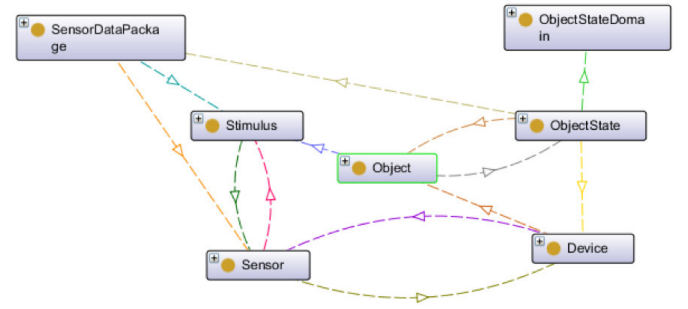 SensorDataPacka
ge
ObjectStateDoma
in
Stimulus
ObjectState
Object
Sensor
Device